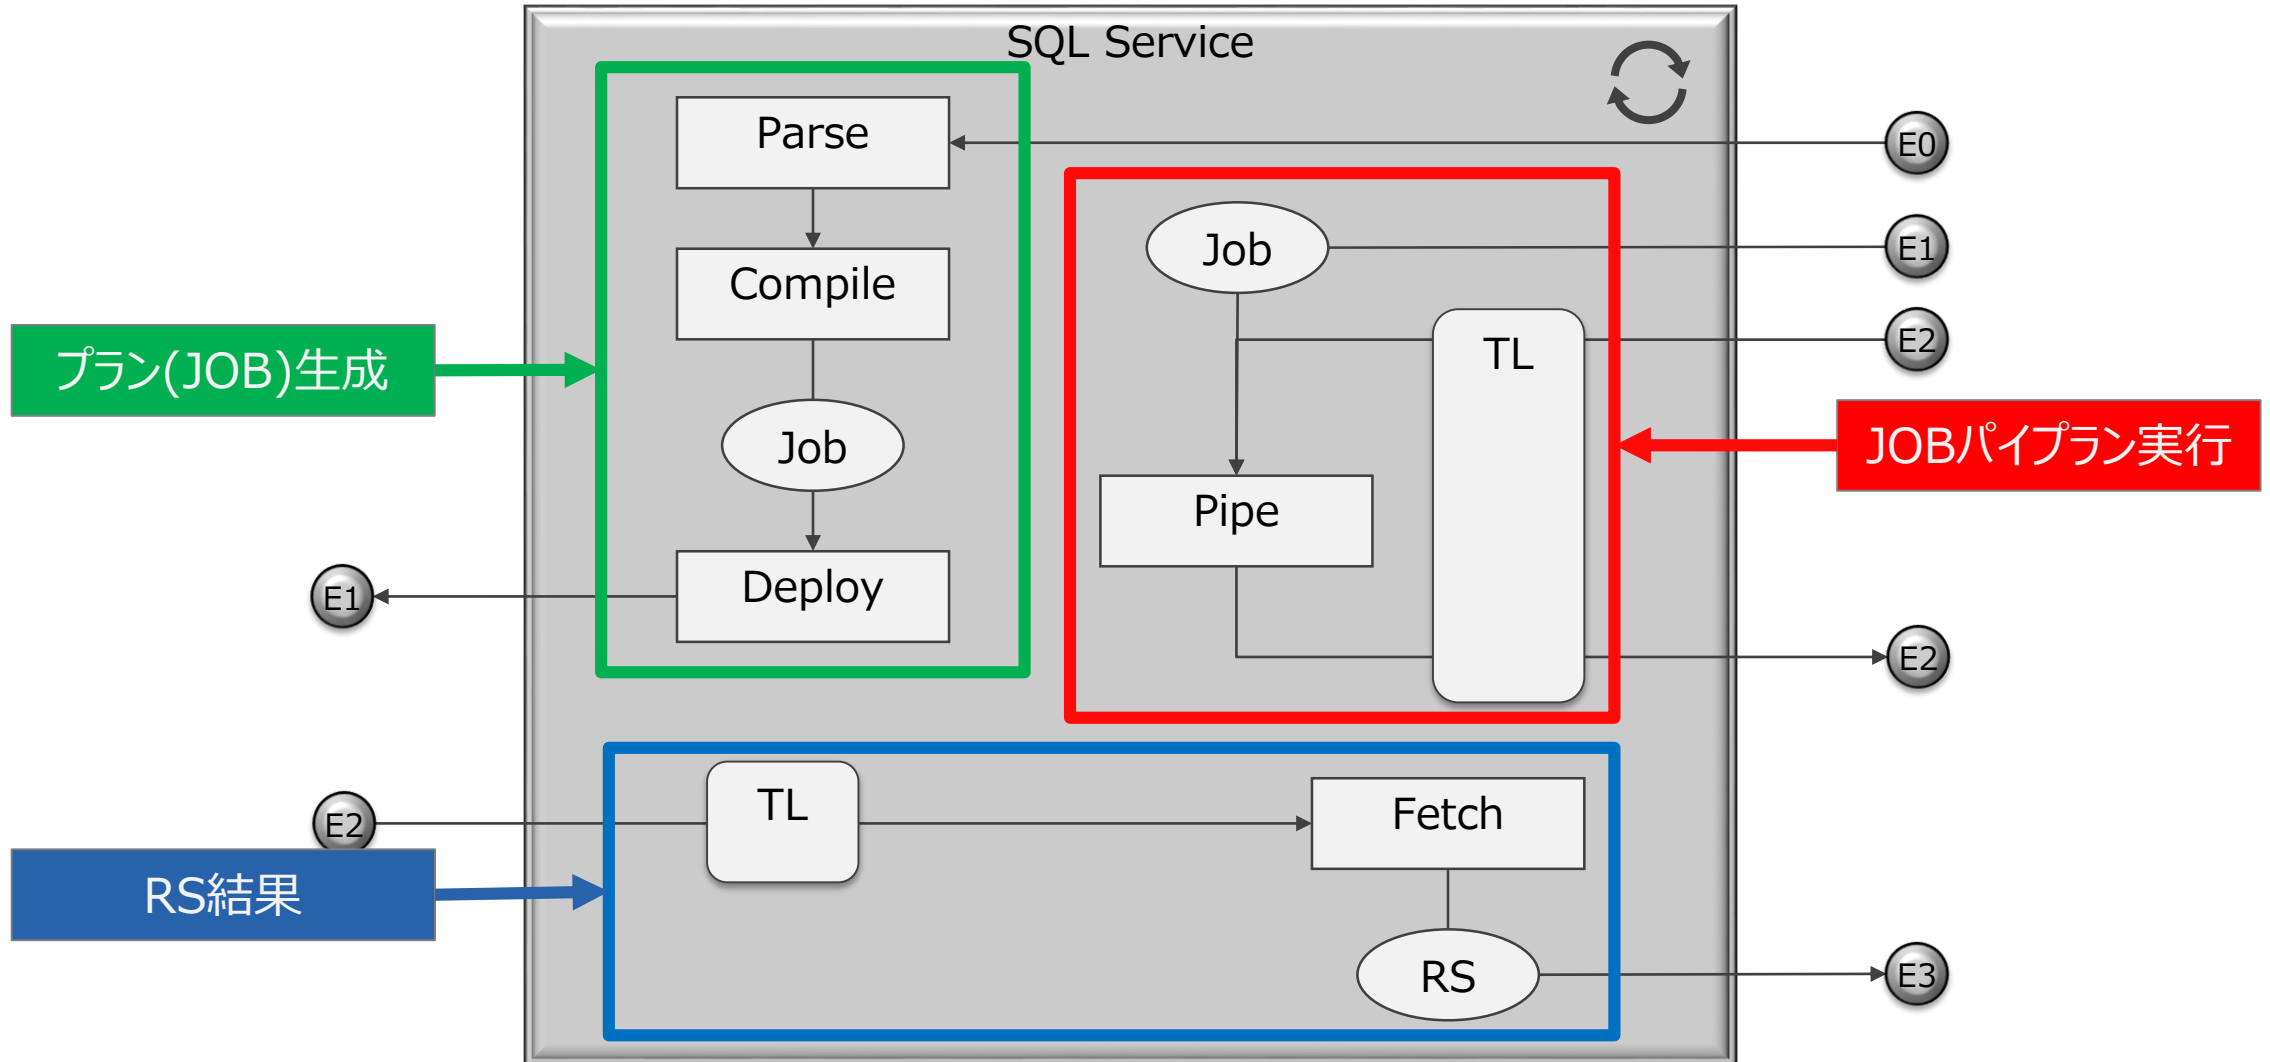 SQL Service
Parse
E0
Job
E1
Compile
TL
E2
プラン(JOB)生成
Job
JOBパイプラン実行
Pipe
Deploy
E1
E2
TL
Fetch
E2
RS結果
RS
E3